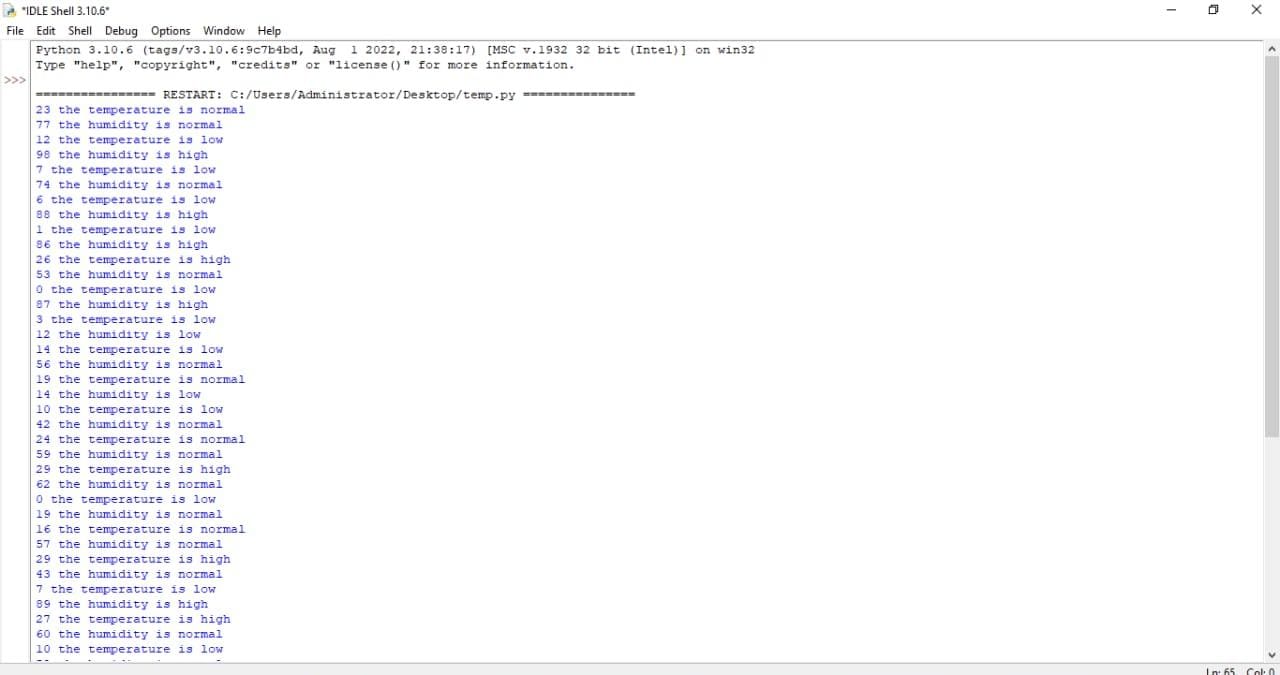 *IDLE Shell 3.10.6*
File Edit Shell Debug Options Window Help
Python 3.10.6 (tags/v3.10.6:9c7b4bd, Aug  1 2022, 21:38:17) [MSC v.1932 32 bit (Intel)] on win32
Type "help", "copyright", "credits" or "license()" for more information.
>>>
================ RESTART: C:/Users/Administrator/Desktop/temp.py ===============
23 the temperature is normal
77 the humidity is normal
12 the temperature is low
98 the humidity is high
7 the temperature is low
74 the humidity is normal
6 the temperature is low
88 the humidity is high
1 the temperature is low
86 the humidity is high
26 the temperature is high
53 the humidity is normal
0 the temperature is low
87 the humidity is high
3 the temperature is low
12 the humidity is low
14 the temperature is low
56 the humidity is normal
19 the temperature is normal
14 the humidity is low
10 the temperature is low
42 the humidity is normal
24 the temperature is normal
59 the humidity is normal
29 the temperature is high
62 the humidity is normal
0 the temperature is low
19 the humidity is normal
16 the temperature is normal
57 the humidity is normal
29 the temperature is high
43 the humidity is normal
7 the temperature is low
89 the humidity is high
27 the temperature is high
60 the humidity is normal
10 the temperature is low
Ln: 65 Col: 0